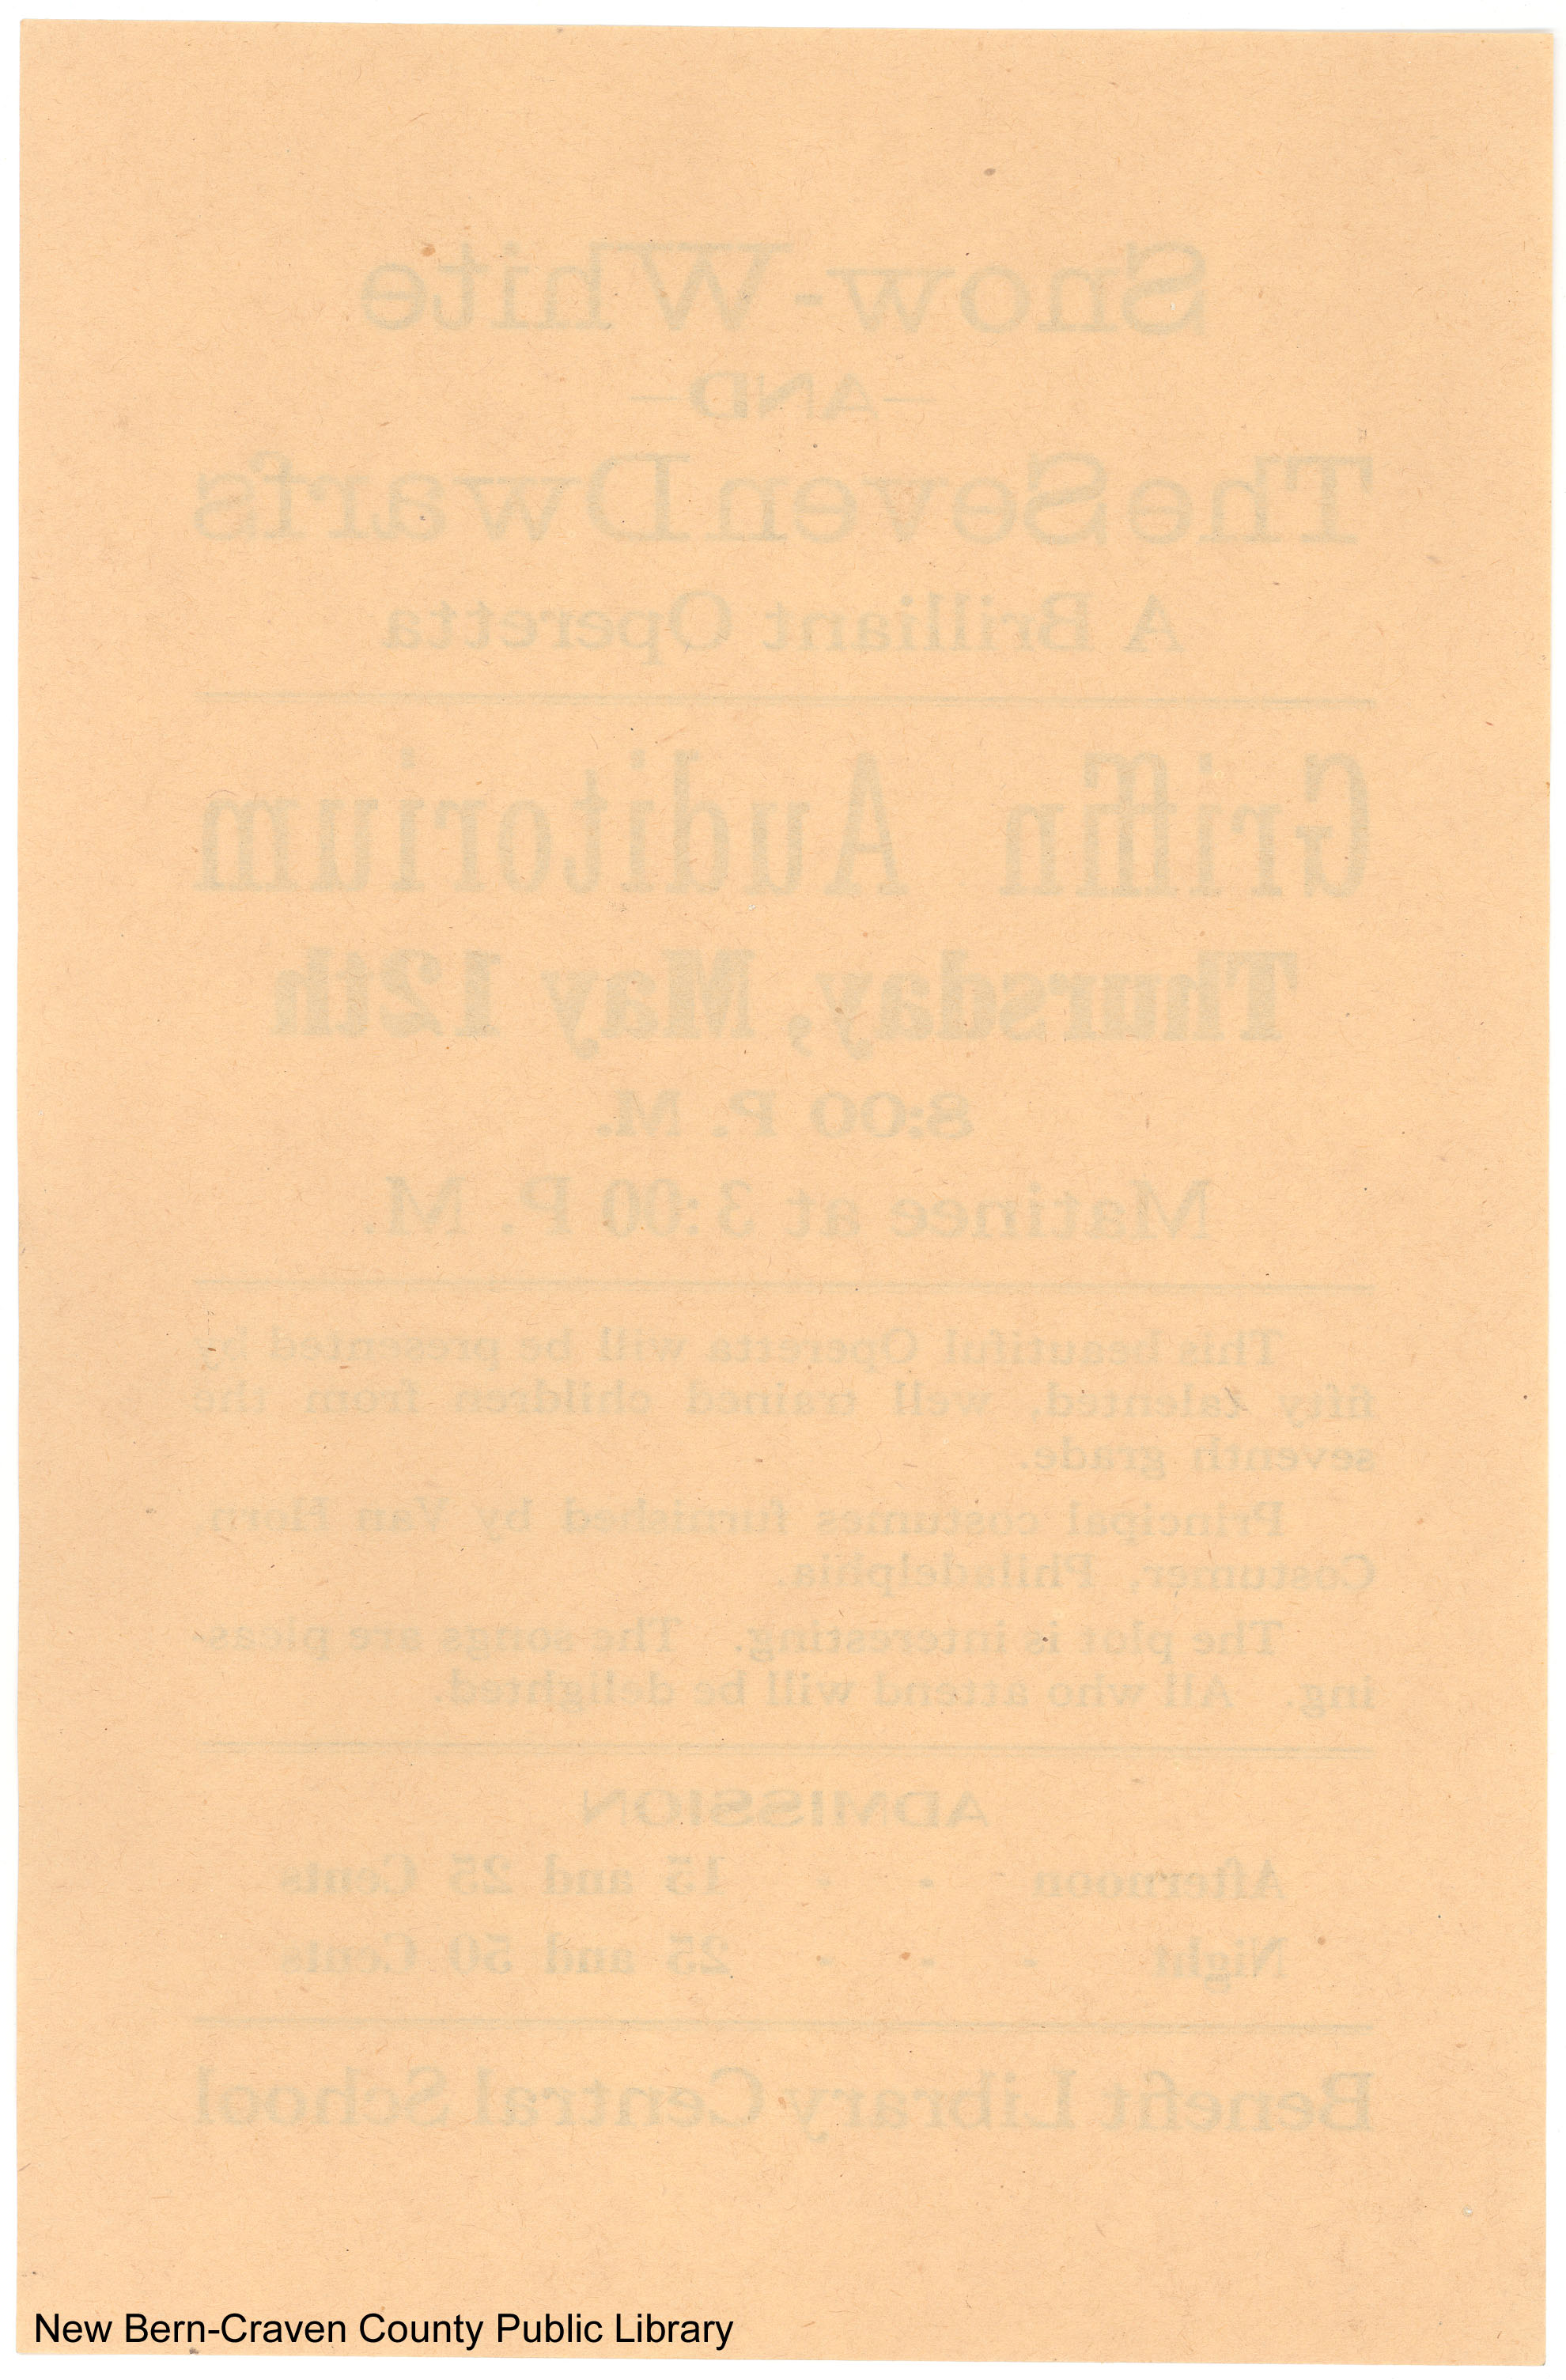 Snow-White
—AND—
The Seven Dwarfs
A Brilliant Operetta
Griffin Auditorium
Thursday, May 12th
8:00 P. M.
Matinee at 3:00 P. M.
This beautiful Opererta will be presented by
fifty talented, well trained children from the
seventh grade.
Principal costumes furnished by Van Horn,
Costumer, Philadelphia.
The plot is interesting. The songs are pleas-
ing. All who attend will be delighted.
ADMISSION
Afternoon - - 15 and 25 Cents
Night - - - 25 and 50 Cents
Benefit Library Central School
New Bern-Craven County Public Library